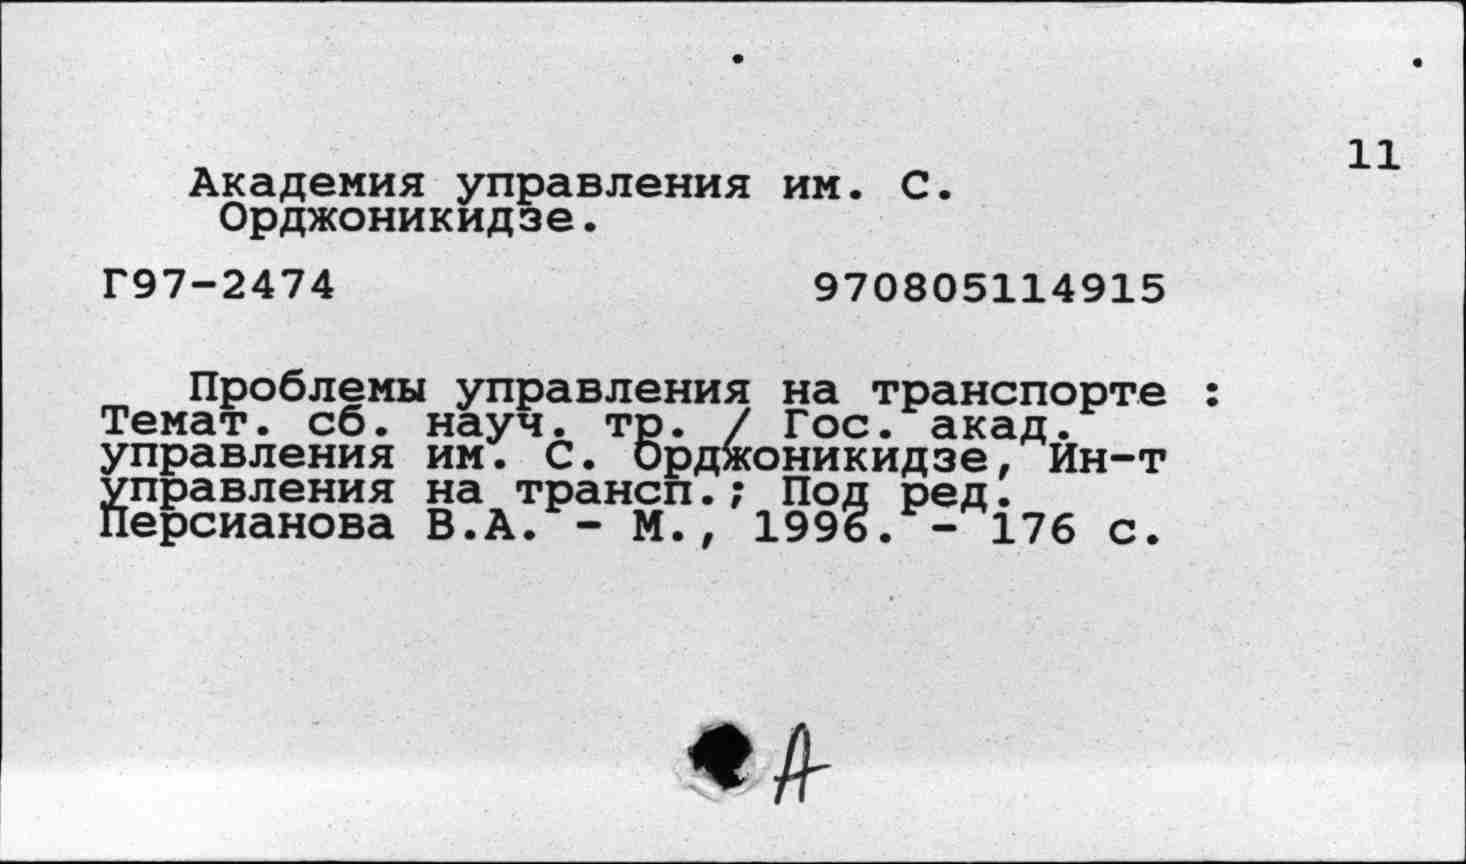 11
Академия управления им. С.
Орджоникидзе.
Г97-2474 970805114915
Проблемы управления на транспорте :
Темат. сб. науч. тр. / Гос. акад.
управления им. С. Орджоникидзе, Ин-т
управления на трансп.; Под ред.
Персианова В.А. - М., 1996. - 176 с.
А